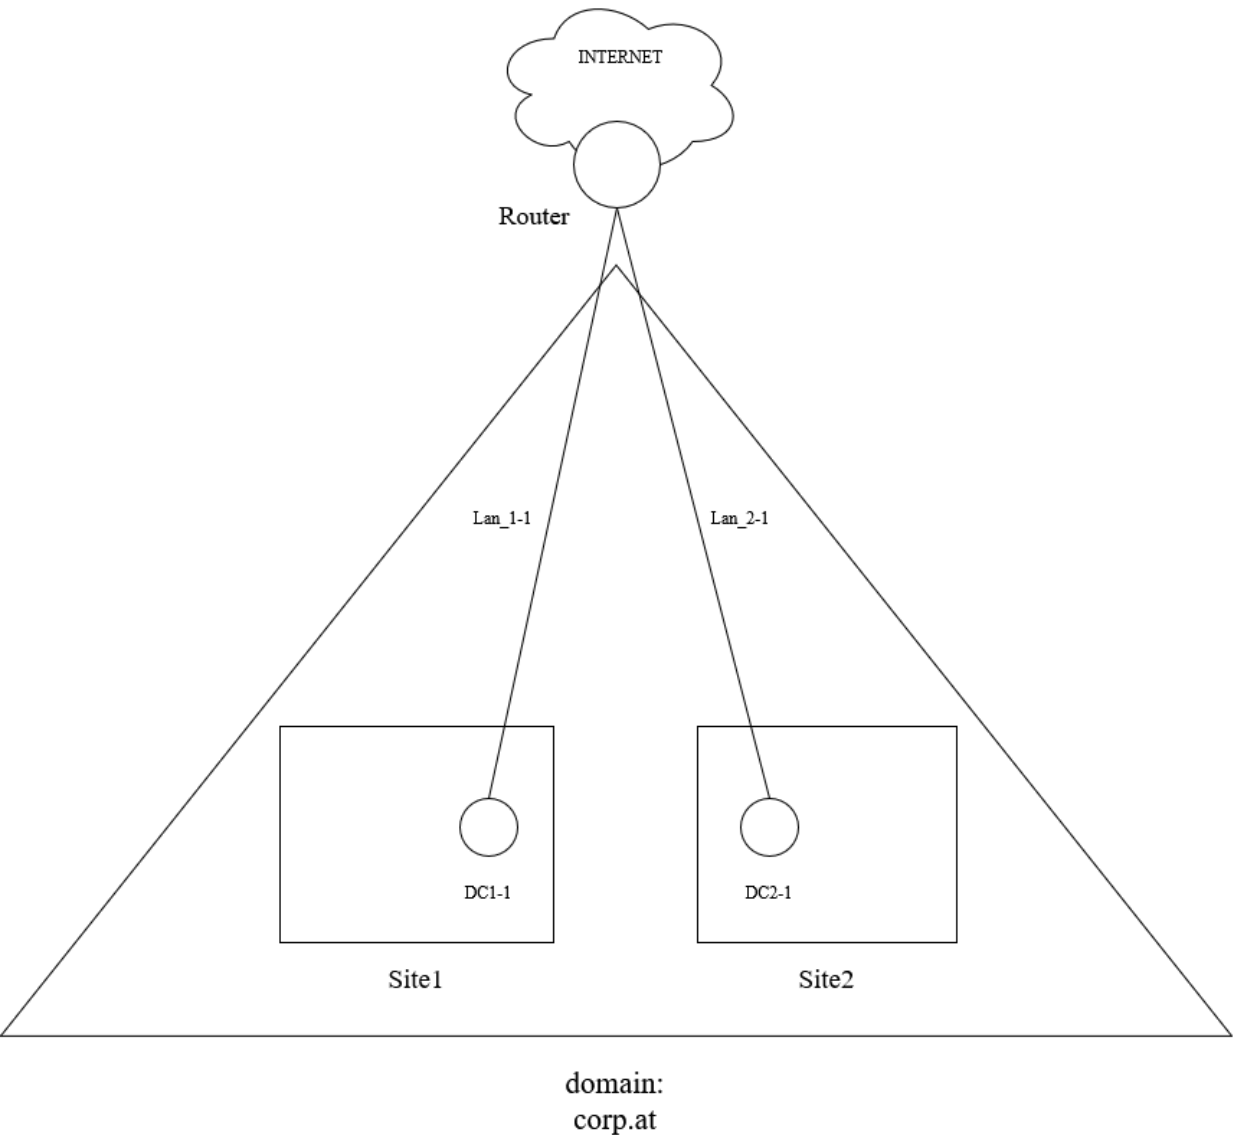 INTERNET
Router
Lan_1-1
Lan_2-1
DC1-1
DC2-1
Site1
Site2
domain:
corp.at